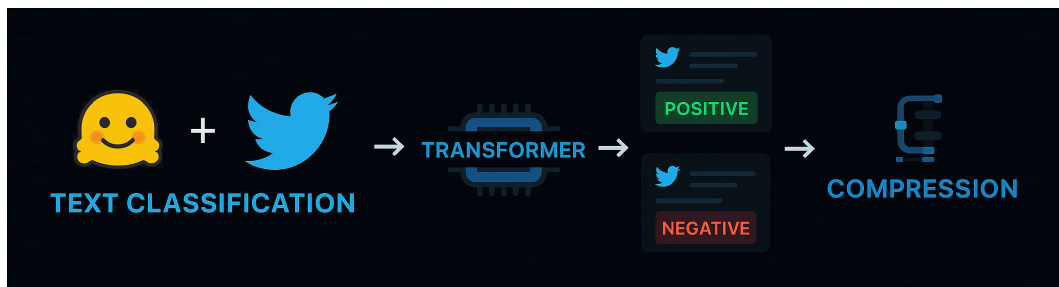 TEXT CLASSIFICATION
TRANSFORMER
POSITIVE
NEGATIVE
COMPRESSION